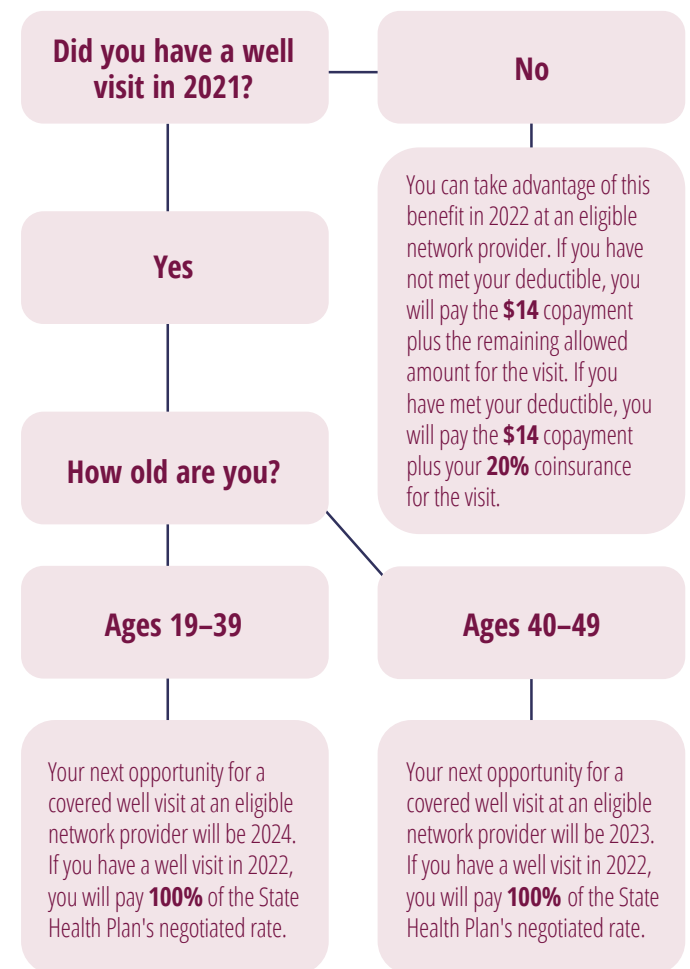 Did you have a well
visit in 2021?
No
You can take advantage of this
benefit in 2022 at an eligible
network provider. If you have
not met your deductible, you
will pay the $14 copayment
plus the remaining allowed
amount for the visit. If you
have met your deductible, you
will pay the $14 copayment
plus your 20% coinsurance
for the visit.
Yes
How old are you?
Ages 19–39
Ages 40–49
Your next opportunity for a
covered well visit at an eligible
network provider will be 2024.
If you have a well visit in 2022,
you will pay 100% of the State
Health Plan's negotiated rate.
Your next opportunity for a
covered well visit at an eligible
network provider will be 2023.
If you have a well visit in 2022,
you will pay 100% of the State
Health Plan's negotiated rate.